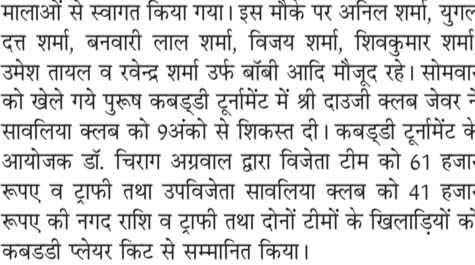 मालाओं से स्वागत किया गया। इस मौके पर अनिल शर्मा, युगल
दत्त शर्मा, बनवारी लाल शर्मा, विजय शर्मा, शिवकुमार शर्मा
उमेश तायल व रवेन्द्र शर्मा उर्फ बॉबी आदि मौजूद रहे। सोमवार
को खेले गये पुरूष कबड्डी टूर्नामेंट में श्री दाउजी क्लब जेवर ने
सावलिया क्लब को 9अंको से शिकस्त दी। कबड्डी टूर्नामेंट के
आयोजक डॉ. चिराग अग्रवाल द्वारा विजेता टीम को 61 हजार
रूपए व ट्राफी तथा उपविजेता सावलिया क्लब को 41 हजार
रूपए की नगद राशि व ट्राफी तथा दोनों टीमों के खिलाड़ियों को
कबडडी प्लेयर किट से सम्मानित किया।